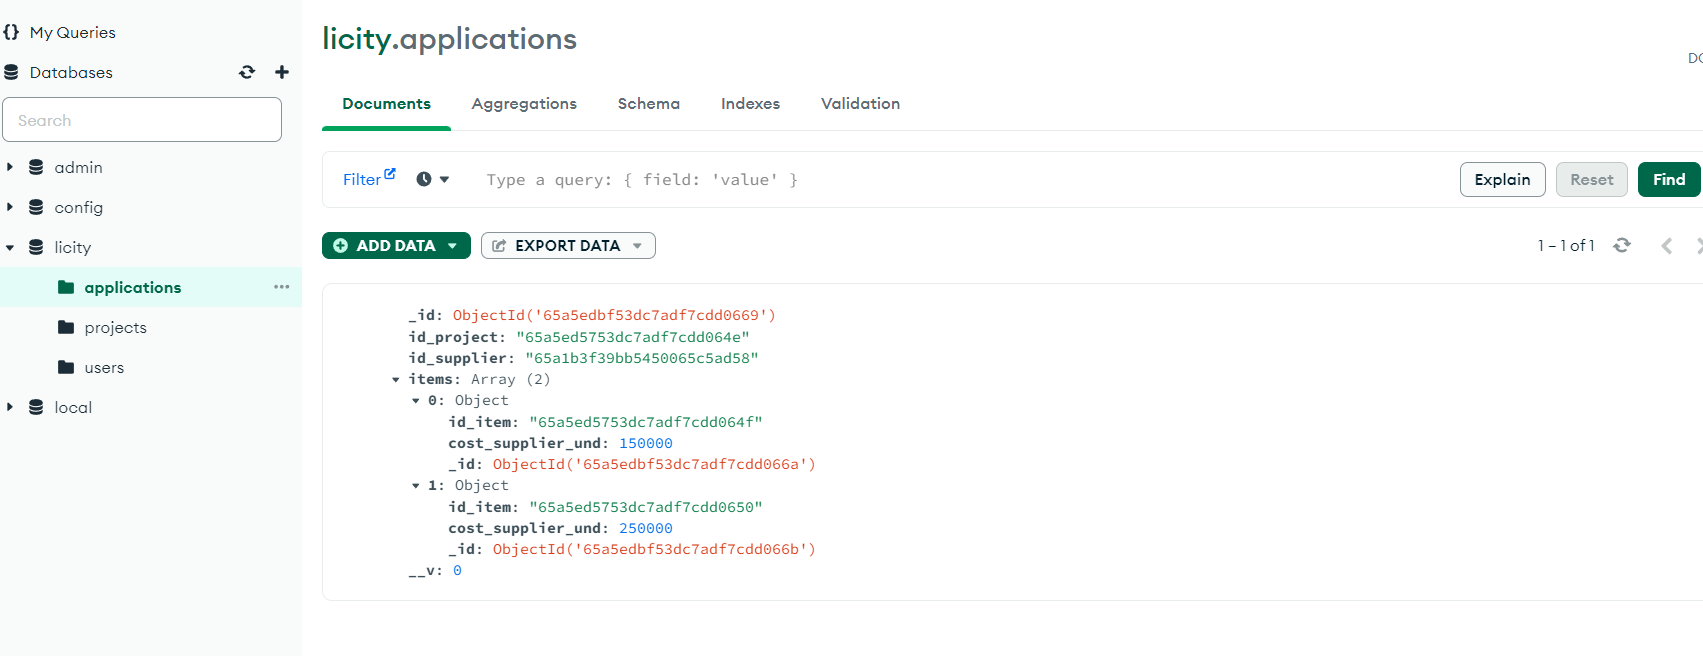 {} My Queries
Databases
Search
admin
config
licity
applications
projects
users
local
licity.applications
DO
Documents Aggregations Schema Indexes Validation
Filter Type a query: { field: 'value' } Explain Reset Find
ADD DATA EXPORT DATA 1 – 1 of 1
_id: ObjectId('65a5edbf53dc7adf7cdd0669')
id_project: "65a5ed5753dc7adf7cdd064e"
id_supplier: "65a1b3f39bb5450065c5ad58"
items: Array (2)
0: Object
id_item: "65a5ed5753dc7adf7cdd064f"
cost_supplier_und: 150000
_id: ObjectId('65a5edbf53dc7adf7cdd066a')
1: Object
id_item: "65a5ed5753dc7adf7cdd0650"
cost_supplier_und: 250000
_id: ObjectId('65a5edbf53dc7adf7cdd066b')
__v: 0